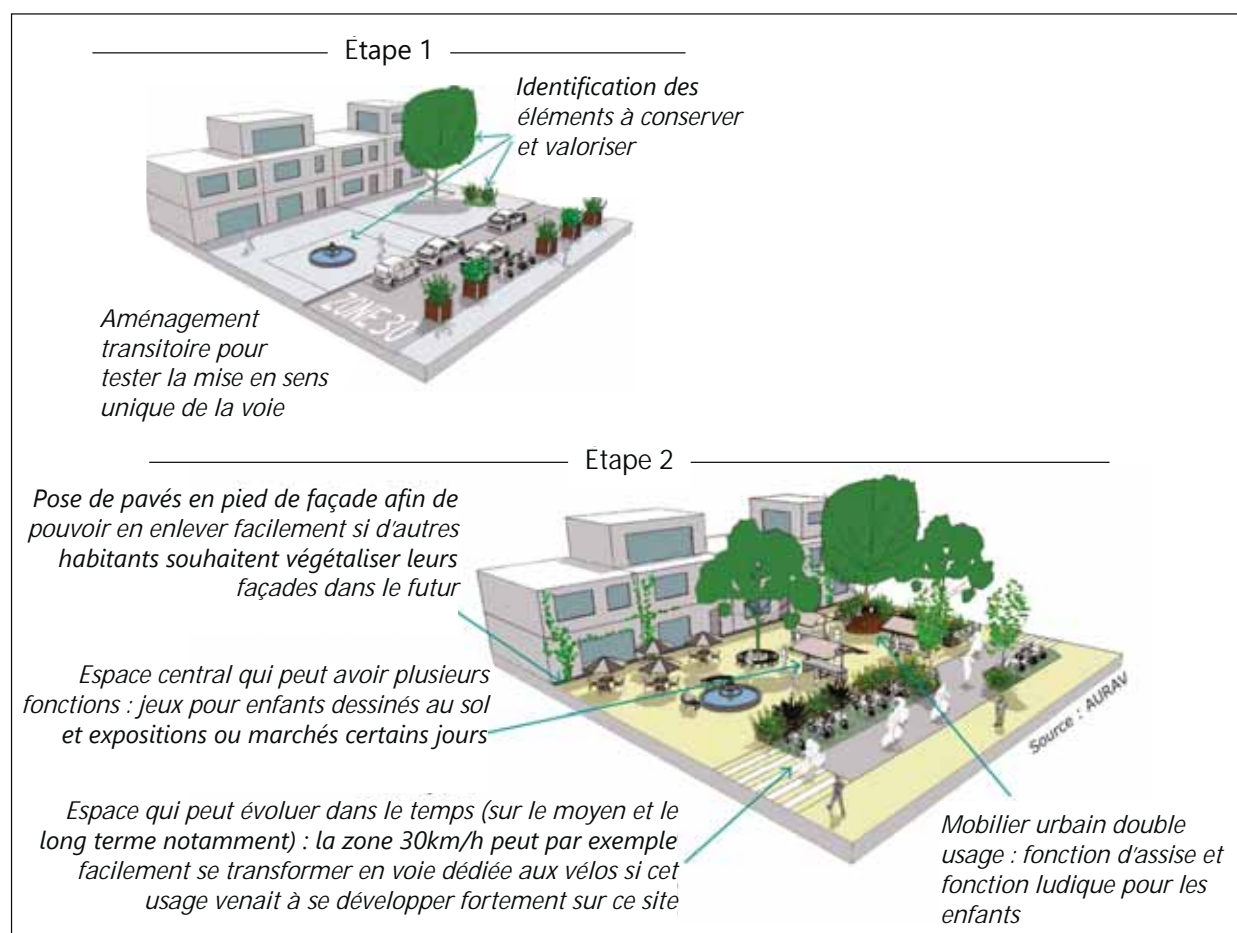 Étape 1
Identification des
éléments à conserver
et valoriser
ZONE 30
Aménagement
transitoire pour
tester la mise en sens
unique de la voie
Étape 2
Pose de pavés en pied de façade afin de
pouvoir en enlever facilement si d'autres
habitants souhaitent végétaliser leurs
façades dans le futur
Espace central qui peut avoir plusieurs
fonctions : jeux pour enfants dessinés au sol
et expositions ou marchés certains jours
Source : AURAV
Espace qui peut évoluer dans le temps (sur le moyen et le
long terme notamment) : la zone 30km/h peut par exemple
facilement se transformer en voie dédiée aux vélos si cet
usage venait à se développer fortement sur ce site
Mobilier urbain double
usage : fonction d'assise et
fonction ludique pour les
enfants